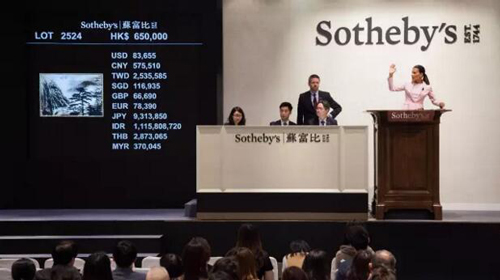 Sotheby's 蘇富比
LOT 2524 HK$ 650,000
USD 83,655
CNY 575,510
TWD 2,535,585
SGD 116,935
GBP 66,690
EUR 78,390
JPY 9,313,850
IDR 1,115,808,720
THB 2,873,065
MYR 370,045
Sotheby's EST. 1744
Sotheby's 蘇富比
Sotheby's